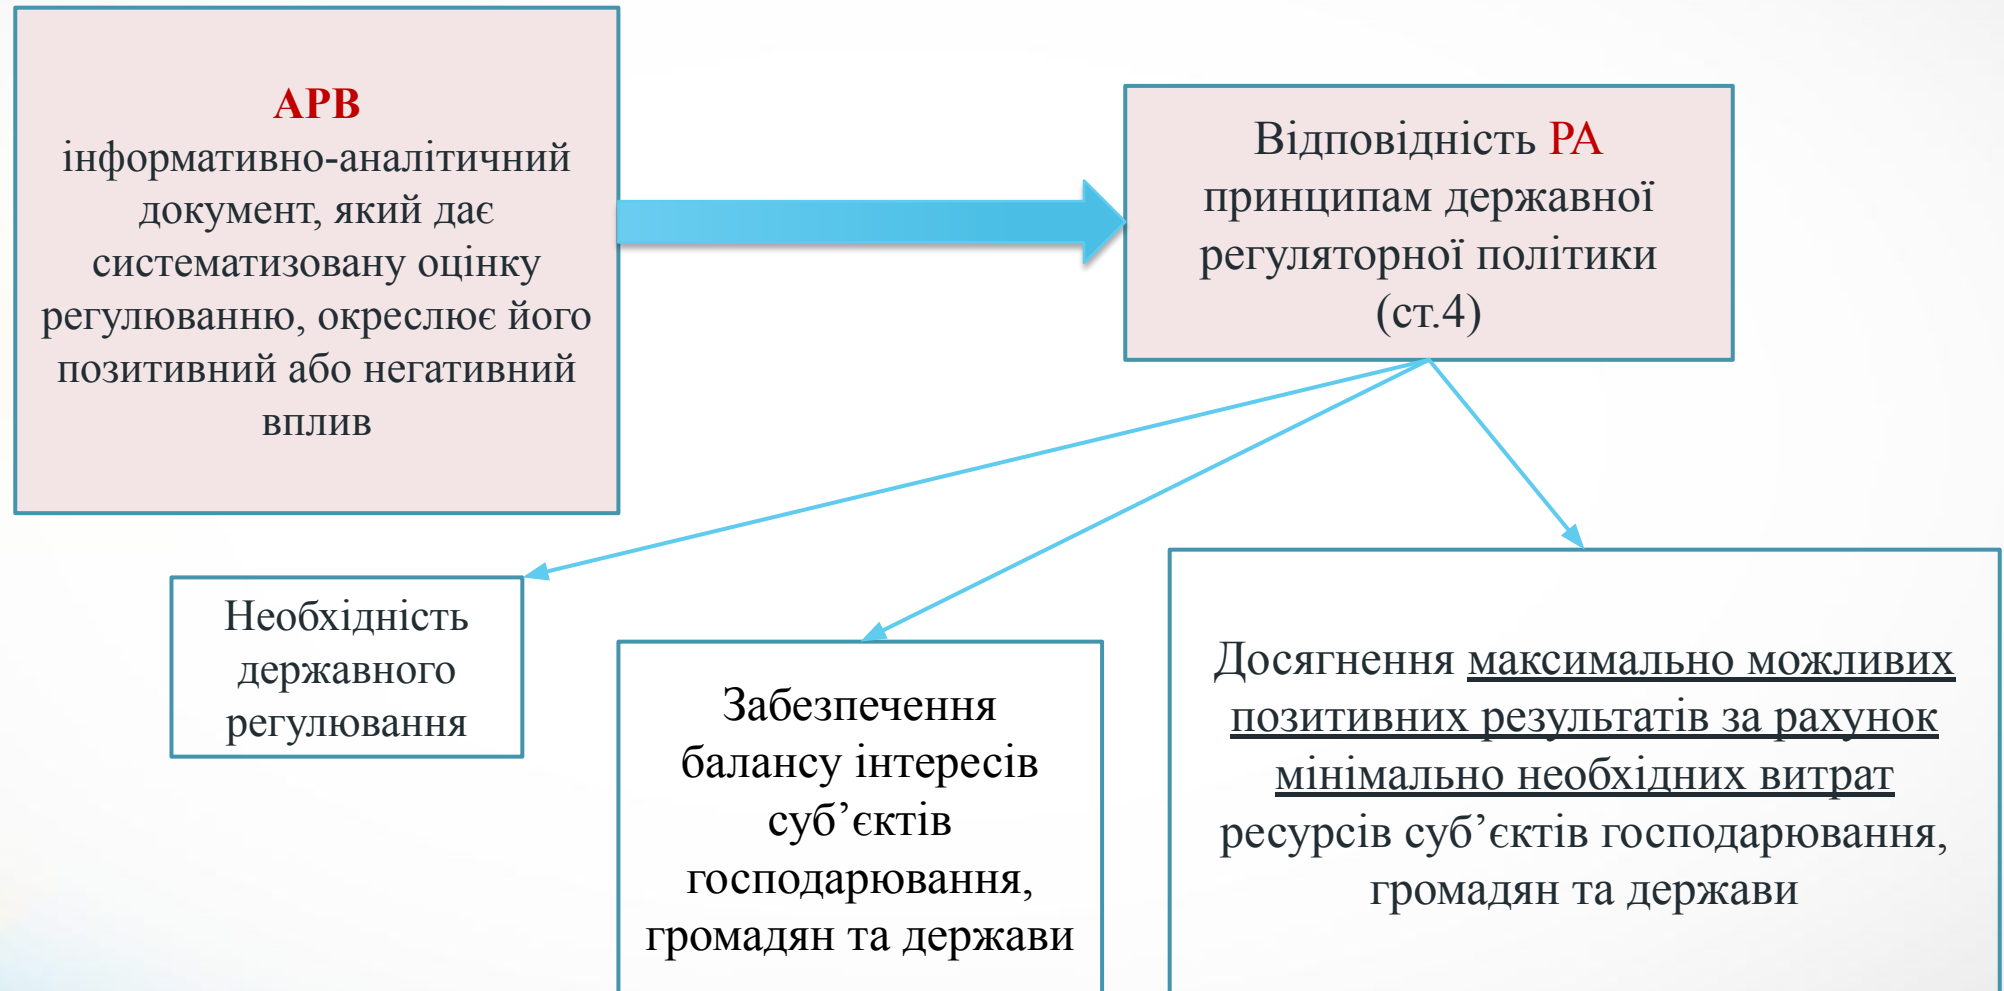 АРВ
інформативно-аналітичний
документ, який дає
систематизовану оцінку
регулюванню, окреслює його
позитивний або негативний
вплив
Відповідність РА
принципам державної
регуляторної політики
(ст.4)
Необхідність
державного
регулювання
Забезпечення
балансу інтересів
суб’єктів
господарювання,
громадян та держави
Досягнення максимально можливих
позитивних результатів за рахунок
мінімально необхідних витрат
ресурсів суб’єктів господарювання,
громадян та держави